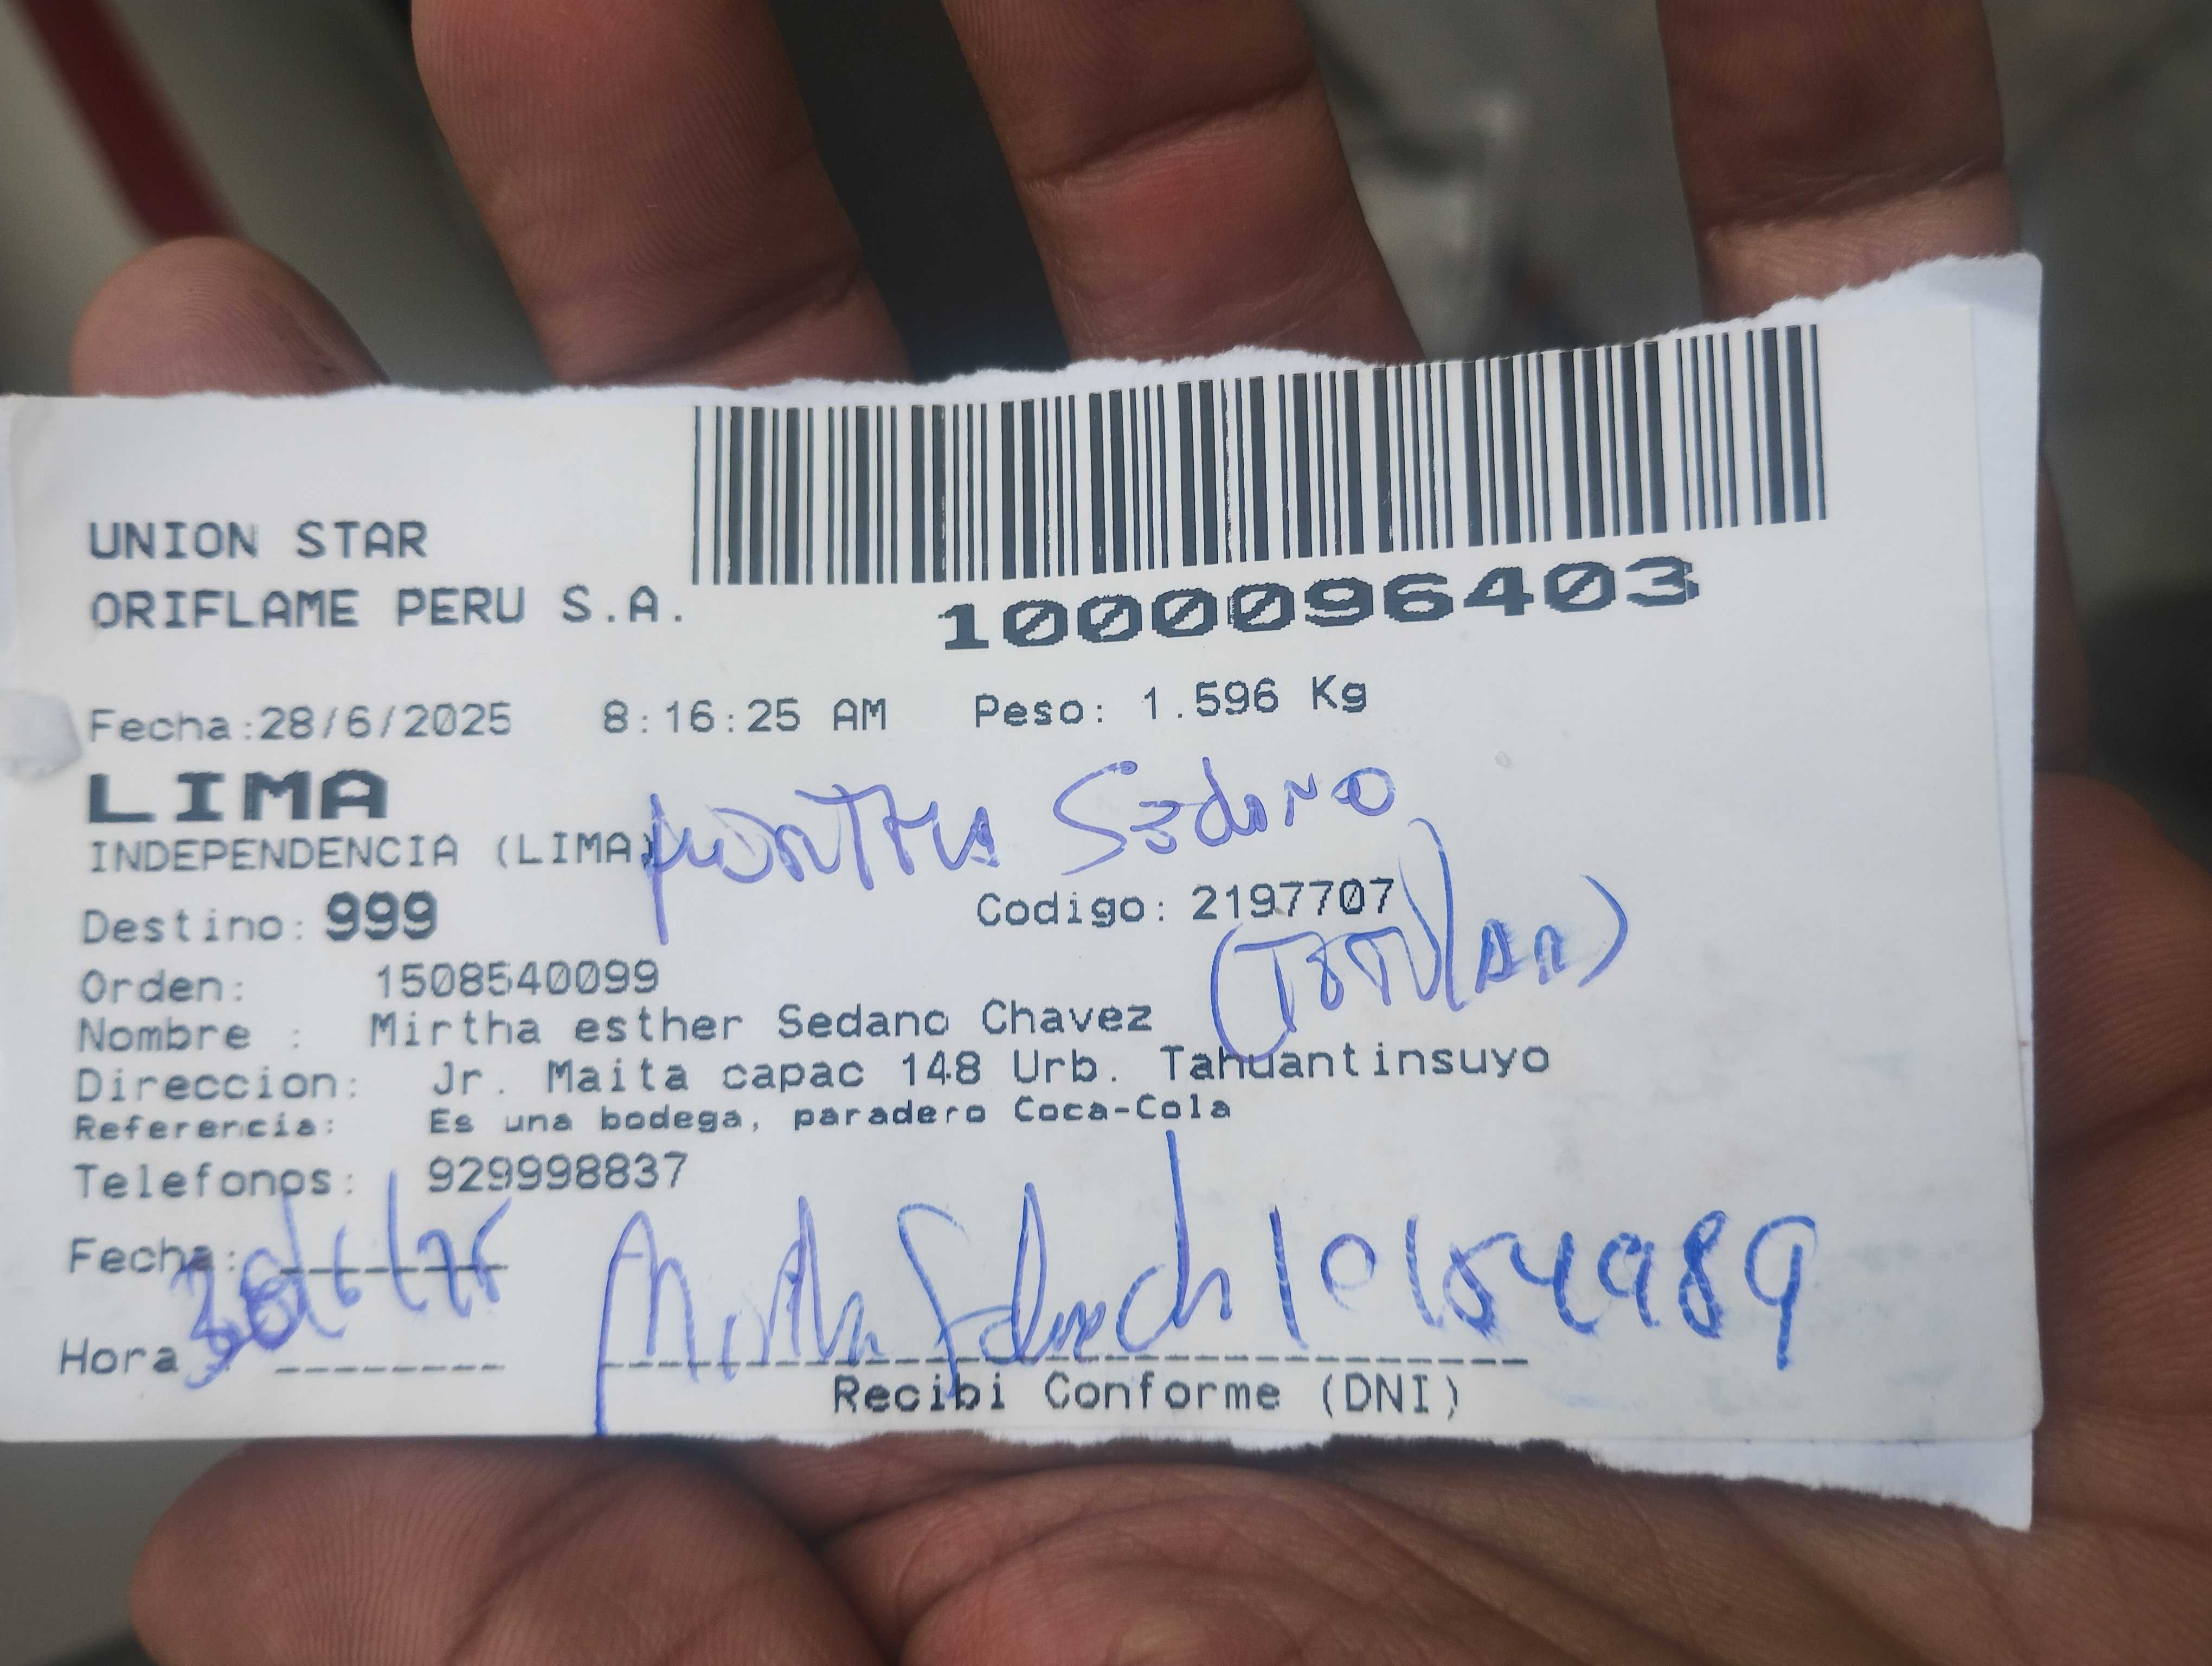 UNION STAR
ORIFLAME PERU S.A.
1000096403
Fecha:28/6/2025 8:16:25 AM Peso: 1.596 Kg
LIMA
INDEPENDENCIA (LIMA)
Sedano
Destino: 999 Codigo: 2197707
(Titular)
Orden: 1508540099
Nombre : Mirtha esther Sedano Chavez
Direccion: Jr. Maita capac 148 Urb. Tahuantinsuyo
Referencia: Es una bodega, paradero Coca-Cola
Telefonos: 929998837
Fecha:
Hora
10154989
Recibi Conforme (DNI)